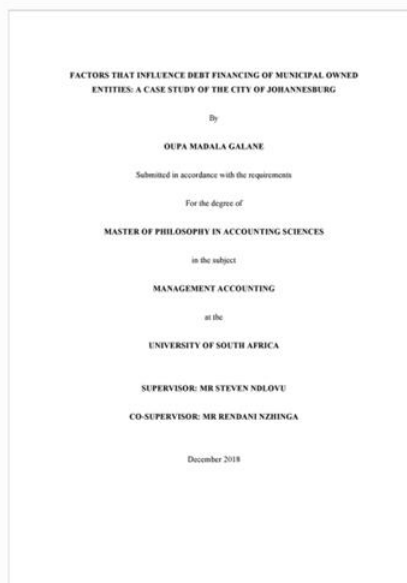 FACTORS THAT INFLUENCE DEBT FINANCING OF MUNICIPAL OWNED
ENTITIES: A CASE STUDY OF THE CITY OF JOHANNESBURG
By
OUPA MADALA GALANE
Submitted in accordance with the requirements
For the degree of
MASTER OF PHILOSOPHY IN ACCOUNTING SCIENCES
in the subject
MANAGEMENT ACCOUNTING
at the
UNIVERSITY OF SOUTH AFRICA
SUPERVISOR: MR STEVEN NDLOVU
CO-SUPERVISOR: MR RENDANI NZHINGA
December 2018